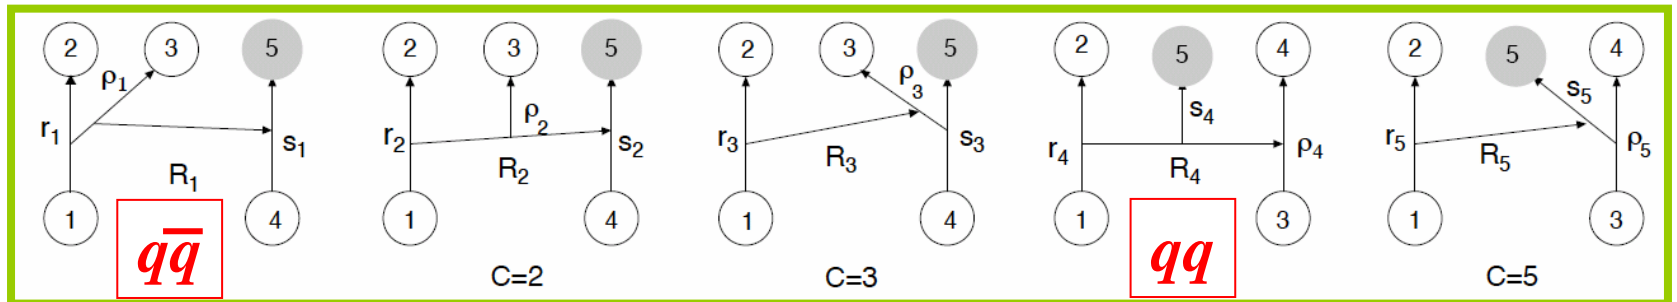 2 3 5 2 3 5 2 3 5 2 5 4 2 5 4
ρ1 ρ3 s5
r1 s1 r2 ρ2 s2 r3 s3 r4 s4 ρ4 r5 ρ5
R1 R2 R3 R4 R5
1 4 1 4 1 4 1 3 1 3
qq̅ qq
C=2 C=3 C=5